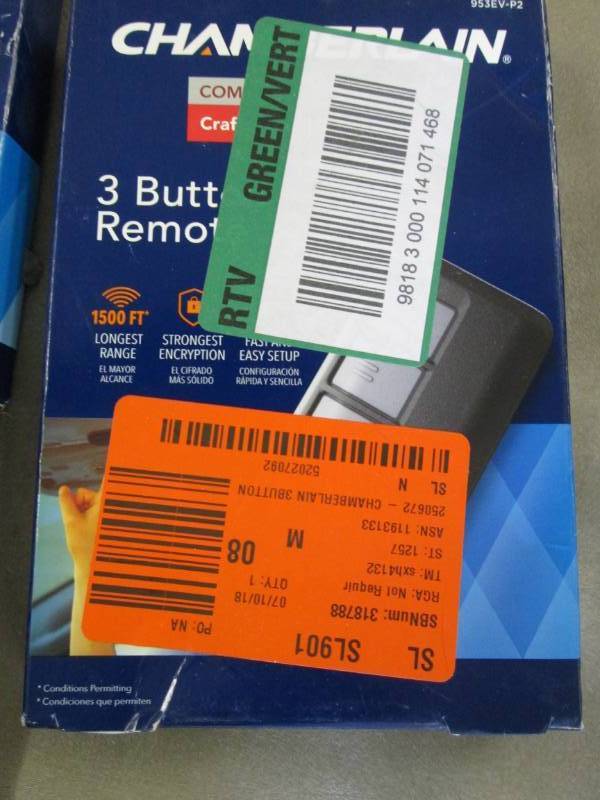 953EV-P2
CHAMBERLAIN®
COM
Craf
3 Butt
Remot
GREEN/VERT
RTV
9818 3 000 114 071 468
1500 FT*
LONGEST
RANGE
EL MAYOR
ALCANCE
STRONGEST
ENCRYPTION
EL CIFRADO
MÁS SÓLIDO
FAST AN
EASY SETUP
CONFIGURACIÓN
RÁPIDA Y SENCILLA
SL SL901 PO: NA
SBNum: 318788 07/10/18
RGA: Not Requir QTY: 1
TM: sxh4132
ST: 1257 M 08
ASN: 1193133
250672 - CHAMBERLAIN 3BUTTON
SL N 52027092
* Conditions Permitting
* Condiciones que permiten